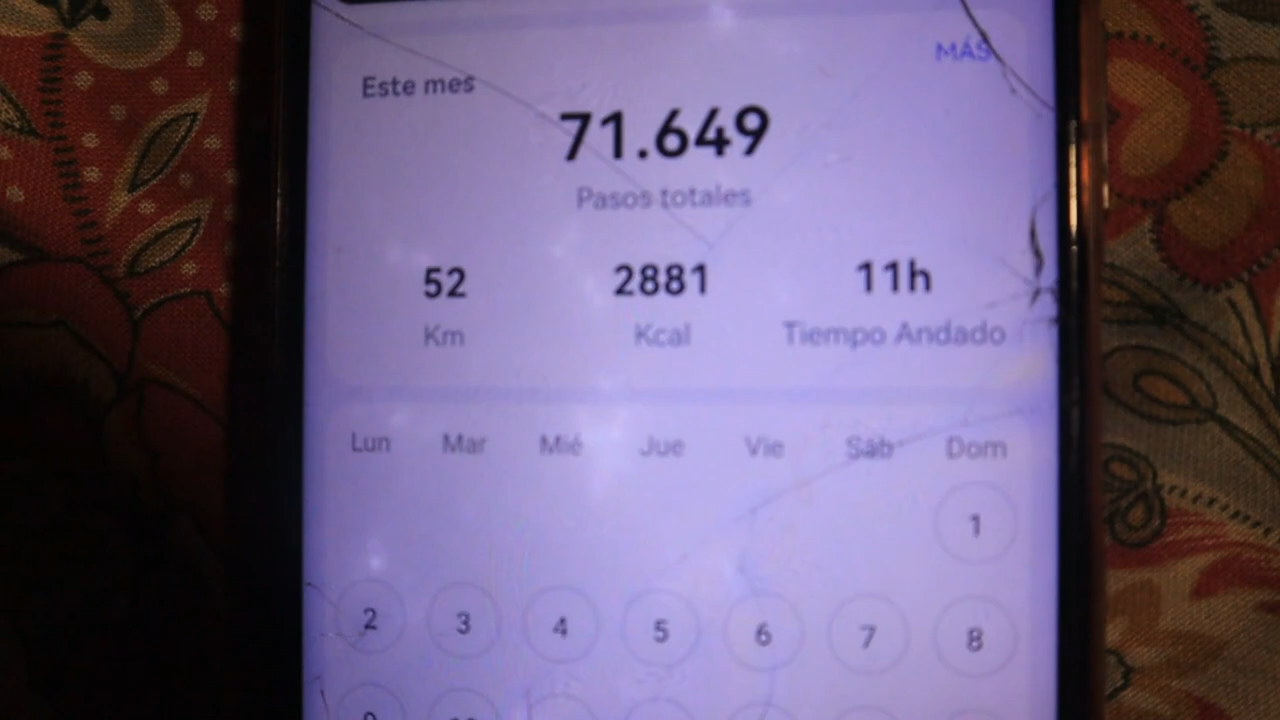 MÁS
Este mes
71.649
Pasos totales
52 2881 11h
Km Kcal Tiempo Andado
Lun Mar Mié Jue Vie Sáb Dom
1
2 3 4 5 6 7 8